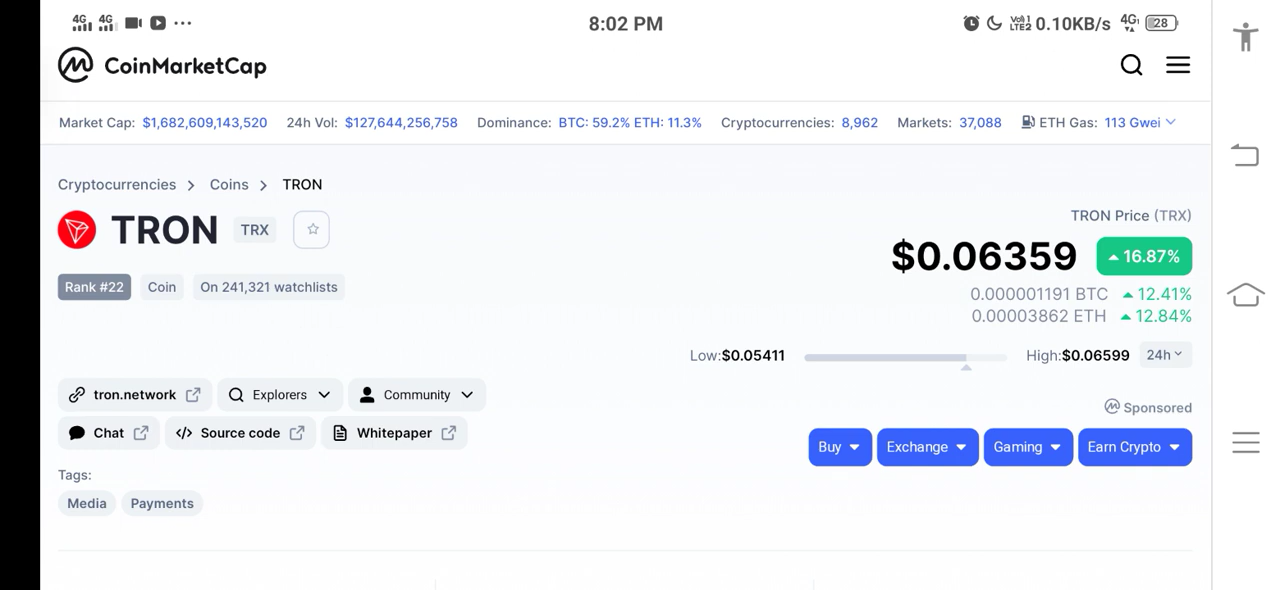 4G 4G ... 8:02 PM Vo) 1 LTE2 0.10KB/s 4G 28
CoinMarketCap
Market Cap: $1,682,609,143,520 24h Vol: $127,644,256,758 Dominance: BTC: 59.2% ETH: 11.3% Cryptocurrencies: 8,962 Markets: 37,088 ETH Gas: 113 Gwei
Cryptocurrencies > Coins > TRON
TRON TRX
TRON Price (TRX)
$0.06359 16.87%
Rank #22 Coin On 241,321 watchlists
0.000001191 BTC 12.41%
0.00003862 ETH 12.84%
Low:$0.05411 High:$0.06599 24h
tron.network Explorers Community
Sponsored
Chat Source code Whitepaper
Buy Exchange Gaming Earn Crypto
Tags:
Media Payments